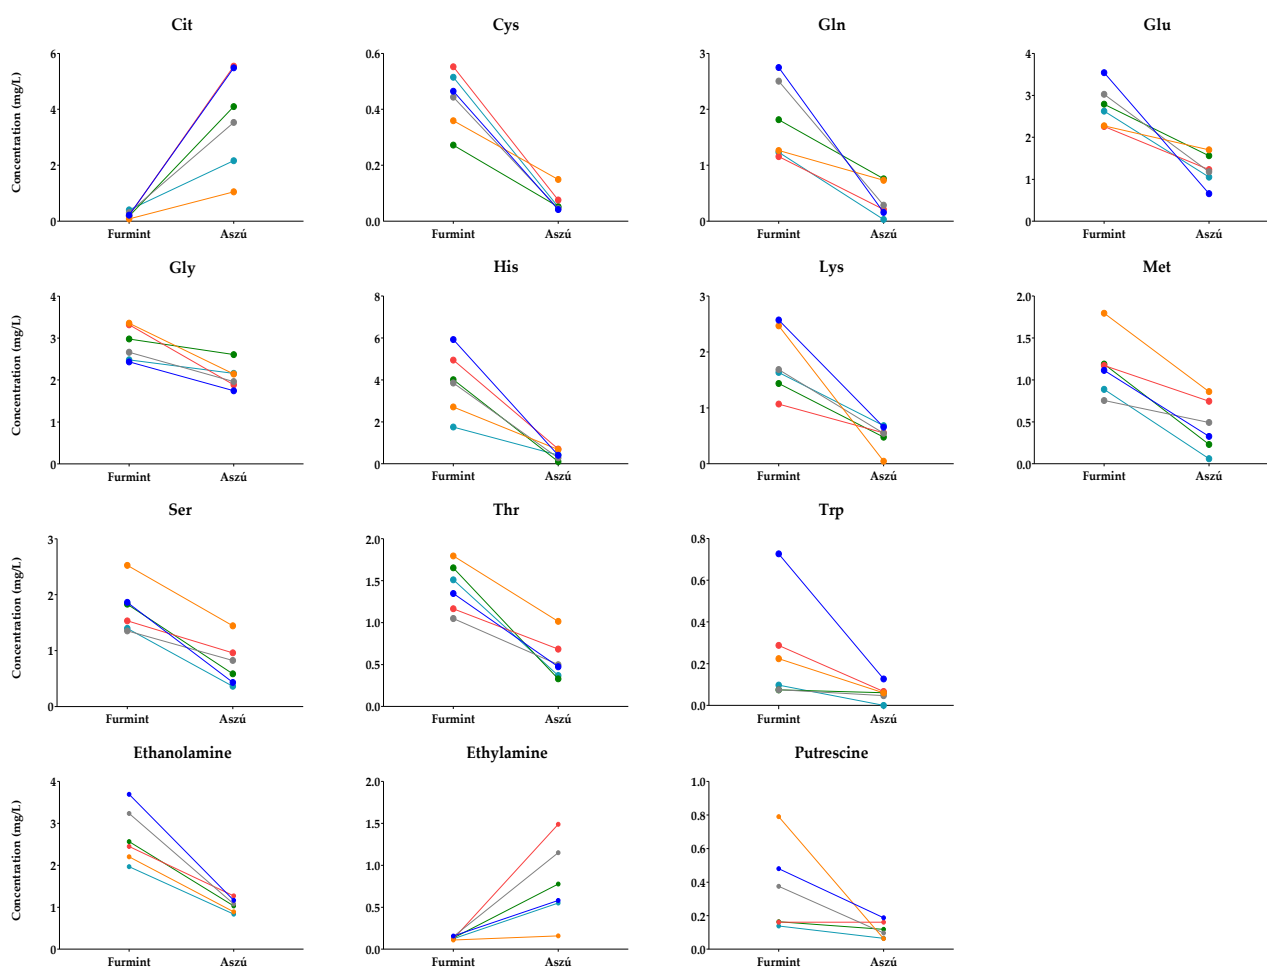 Cit Cys Gln Glu
Concentration (mg/L)
6 0.6 3 4
4 0.4 2 3
2 0.2 1 2
0 0.0 0 1
0
Furmint Aszú Furmint Aszú Furmint Aszú Furmint Aszú
Gly His Lys Met
Concentration (mg/L)
4 8 3 2.0
3 6 2 1.5
2 4 1 1.0
1 2 0 0.5
0 0 0.0
Furmint Aszú Furmint Aszú Furmint Aszú Furmint Aszú
Ser Thr Trp
Concentration (mg/L)
3 2.0 0.8
2 1.5 0.6
1 1.0 0.4
0 0.5 0.2
0.0 0.0
Furmint Aszú Furmint Aszú Furmint Aszú
Ethanolamine Ethylamine Putrescine
Concentration (mg/L)
4 2.0 1.0
3 1.5 0.8
2 1.0 0.6
1 0.5 0.4
0 0.0 0.2
0.0
Furmint Aszú Furmint Aszú Furmint Aszú